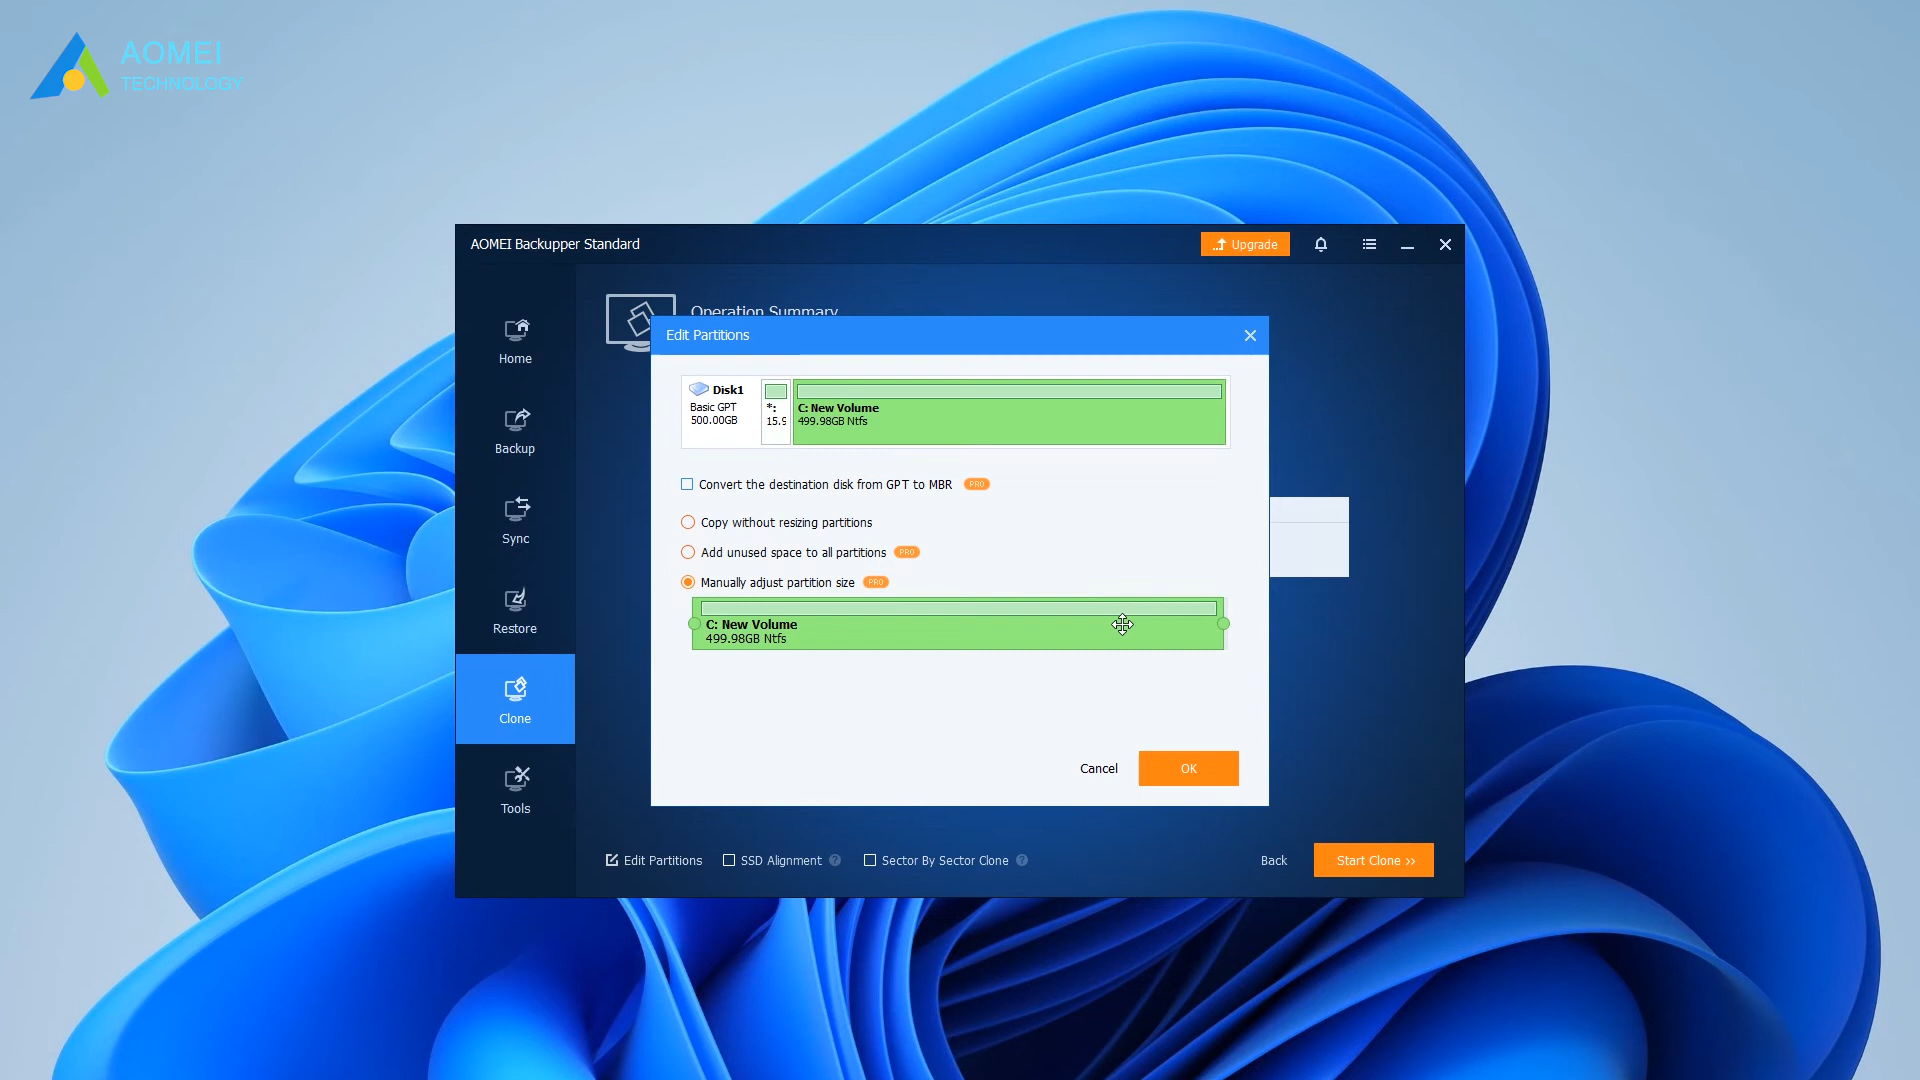 AOMEI
TECHNOLOGY
AOMEI Backupper Standard
Upgrade
Home
Backup
Sync
Restore
Clone
Tools
Operation Summary
Edit Partitions
Disk1
Basic GPT
500.00GB
*:
15.9
C: New Volume
499.98GB Ntfs
Convert the destination disk from GPT to MBR PRO
Copy without resizing partitions
Add unused space to all partitions PRO
Manually adjust partition size PRO
C: New Volume
499.98GB Ntfs
Cancel
OK
Edit Partitions
SSD Alignment ?
Sector By Sector Clone ?
Back
Start Clone >>